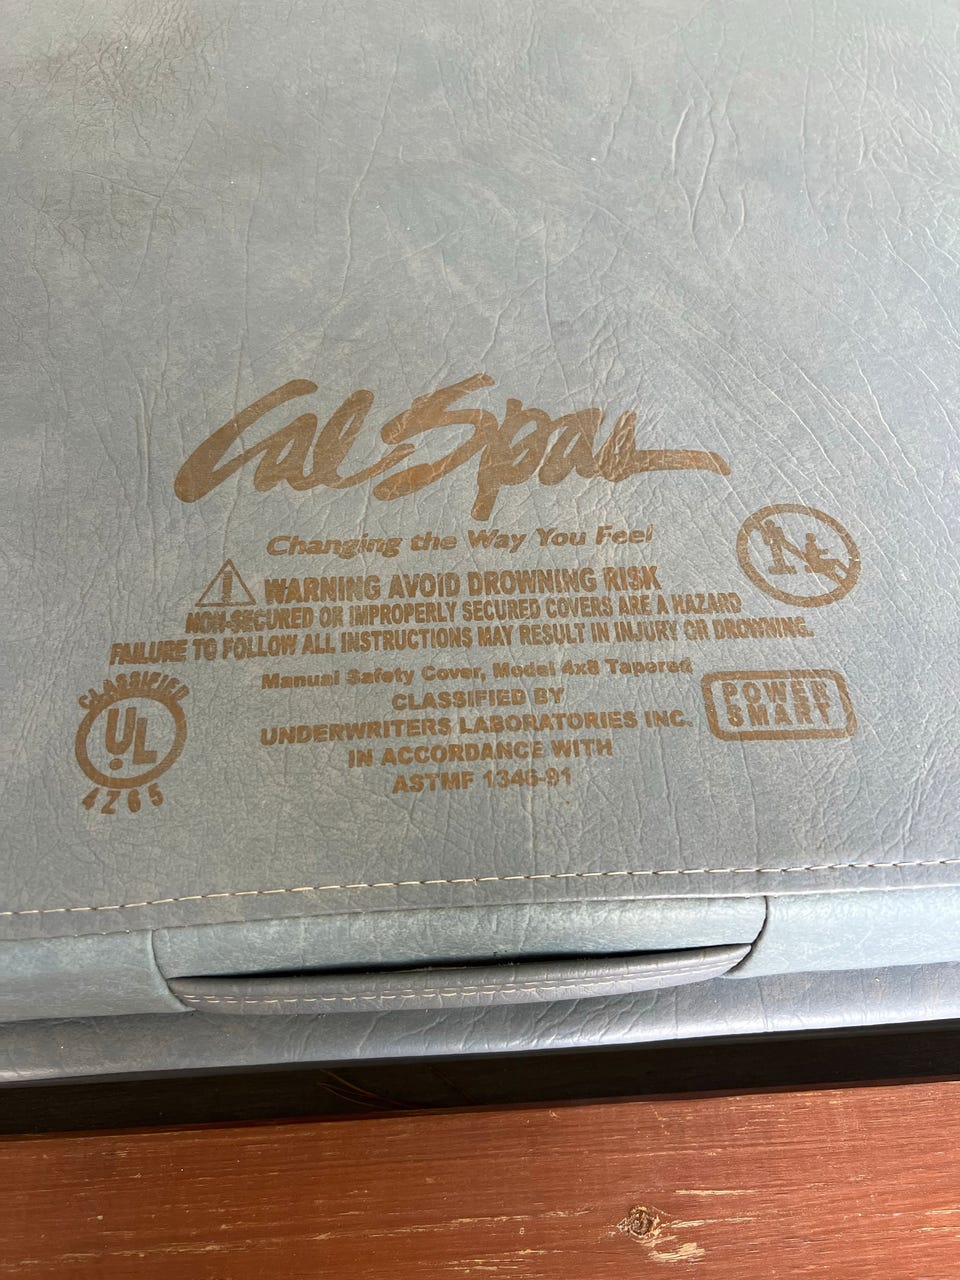 Cal Spas
Changing the Way You Feel
WARNING AVOID DROWNING RISK
NON-SECURED OR IMPROPERLY SECURED COVERS ARE A HAZARD
FAILURE TO FOLLOW ALL INSTRUCTIONS MAY RESULT IN INJURY OR DROWNING.
Manual Safety Cover, Model 4x8 Tapered
CLASSIFIED BY
UNDERWRITERS LABORATORIES INC.
IN ACCORDANCE WITH
ASTMF 1346-91
CLASSIFIED
UL
4Z65
POWER
SMART